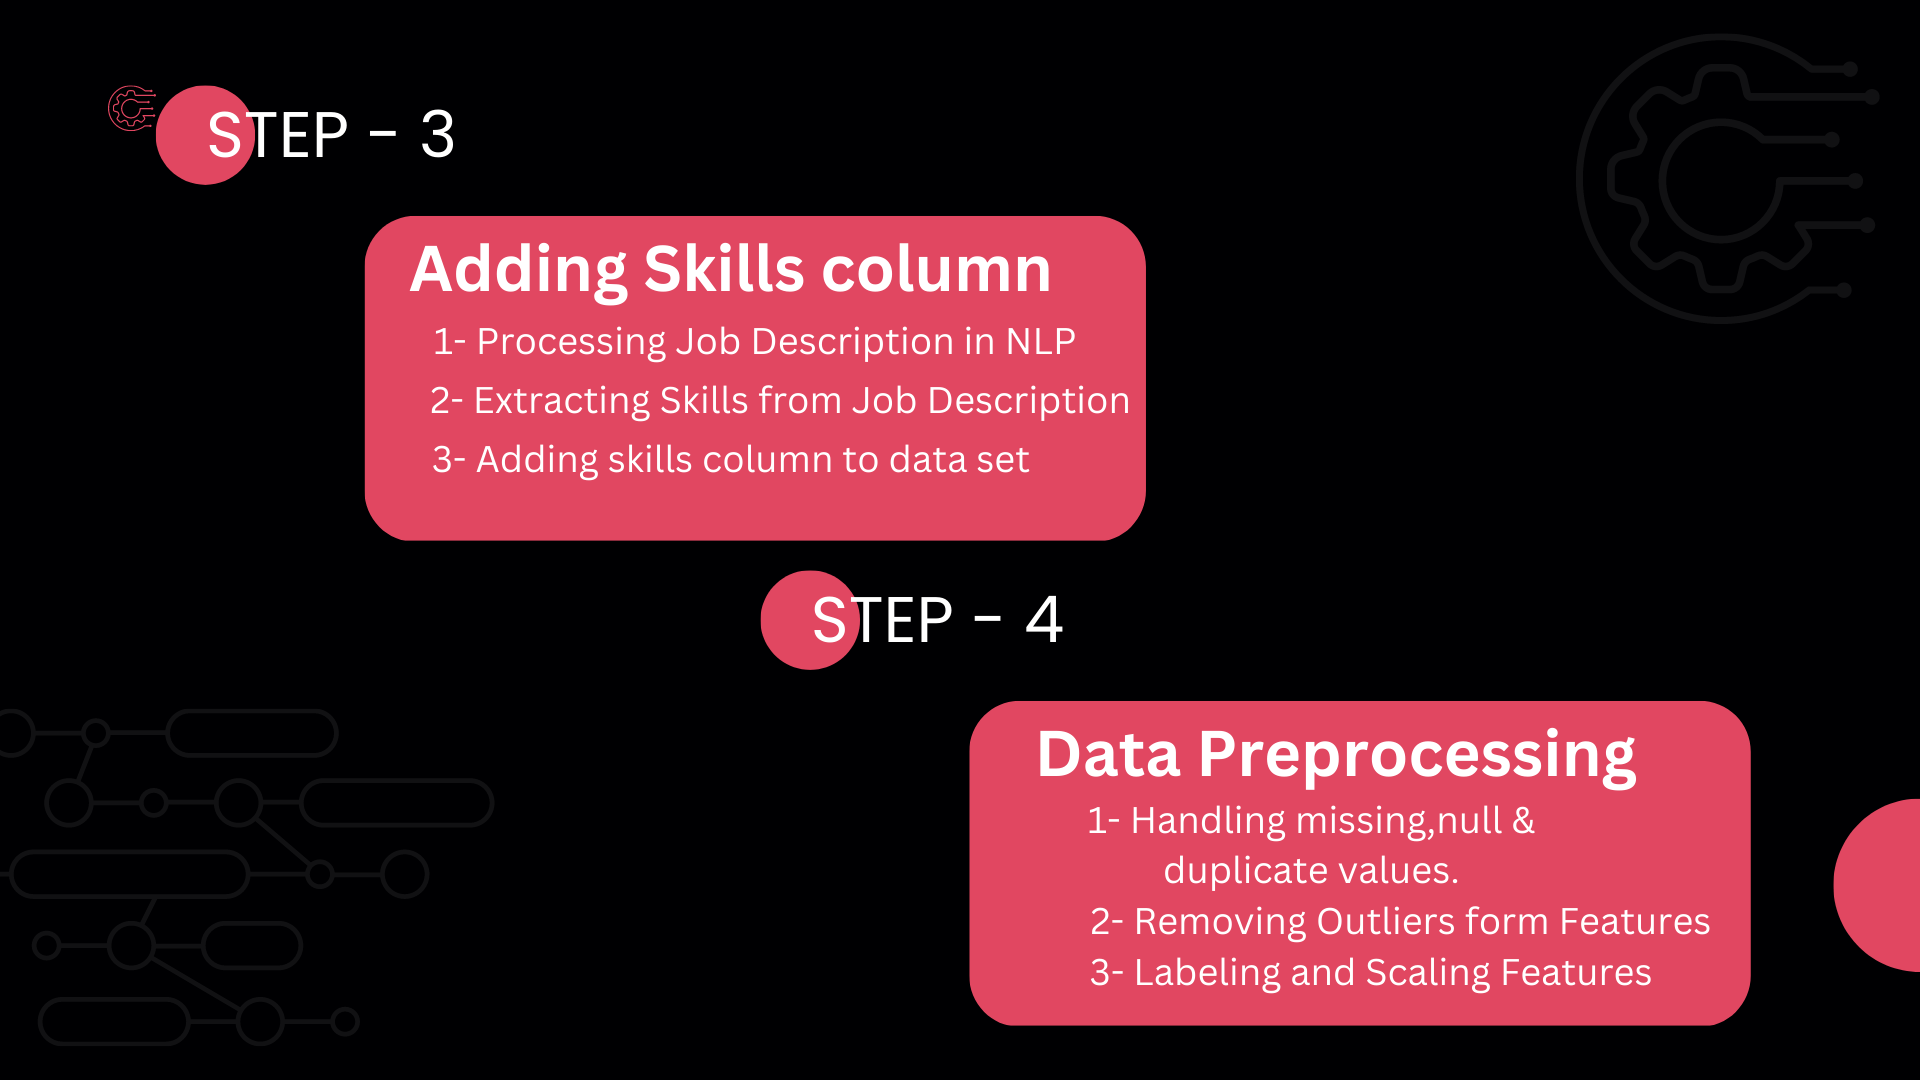 STEP - 3
Adding Skills column
1- Processing Job Description in NLP
2- Extracting Skills from Job Description
3- Adding skills column to data set
STEP - 4
Data Preprocessing
1- Handling missing,null &
duplicate values.
2- Removing Outliers form Features
3- Labeling and Scaling Features